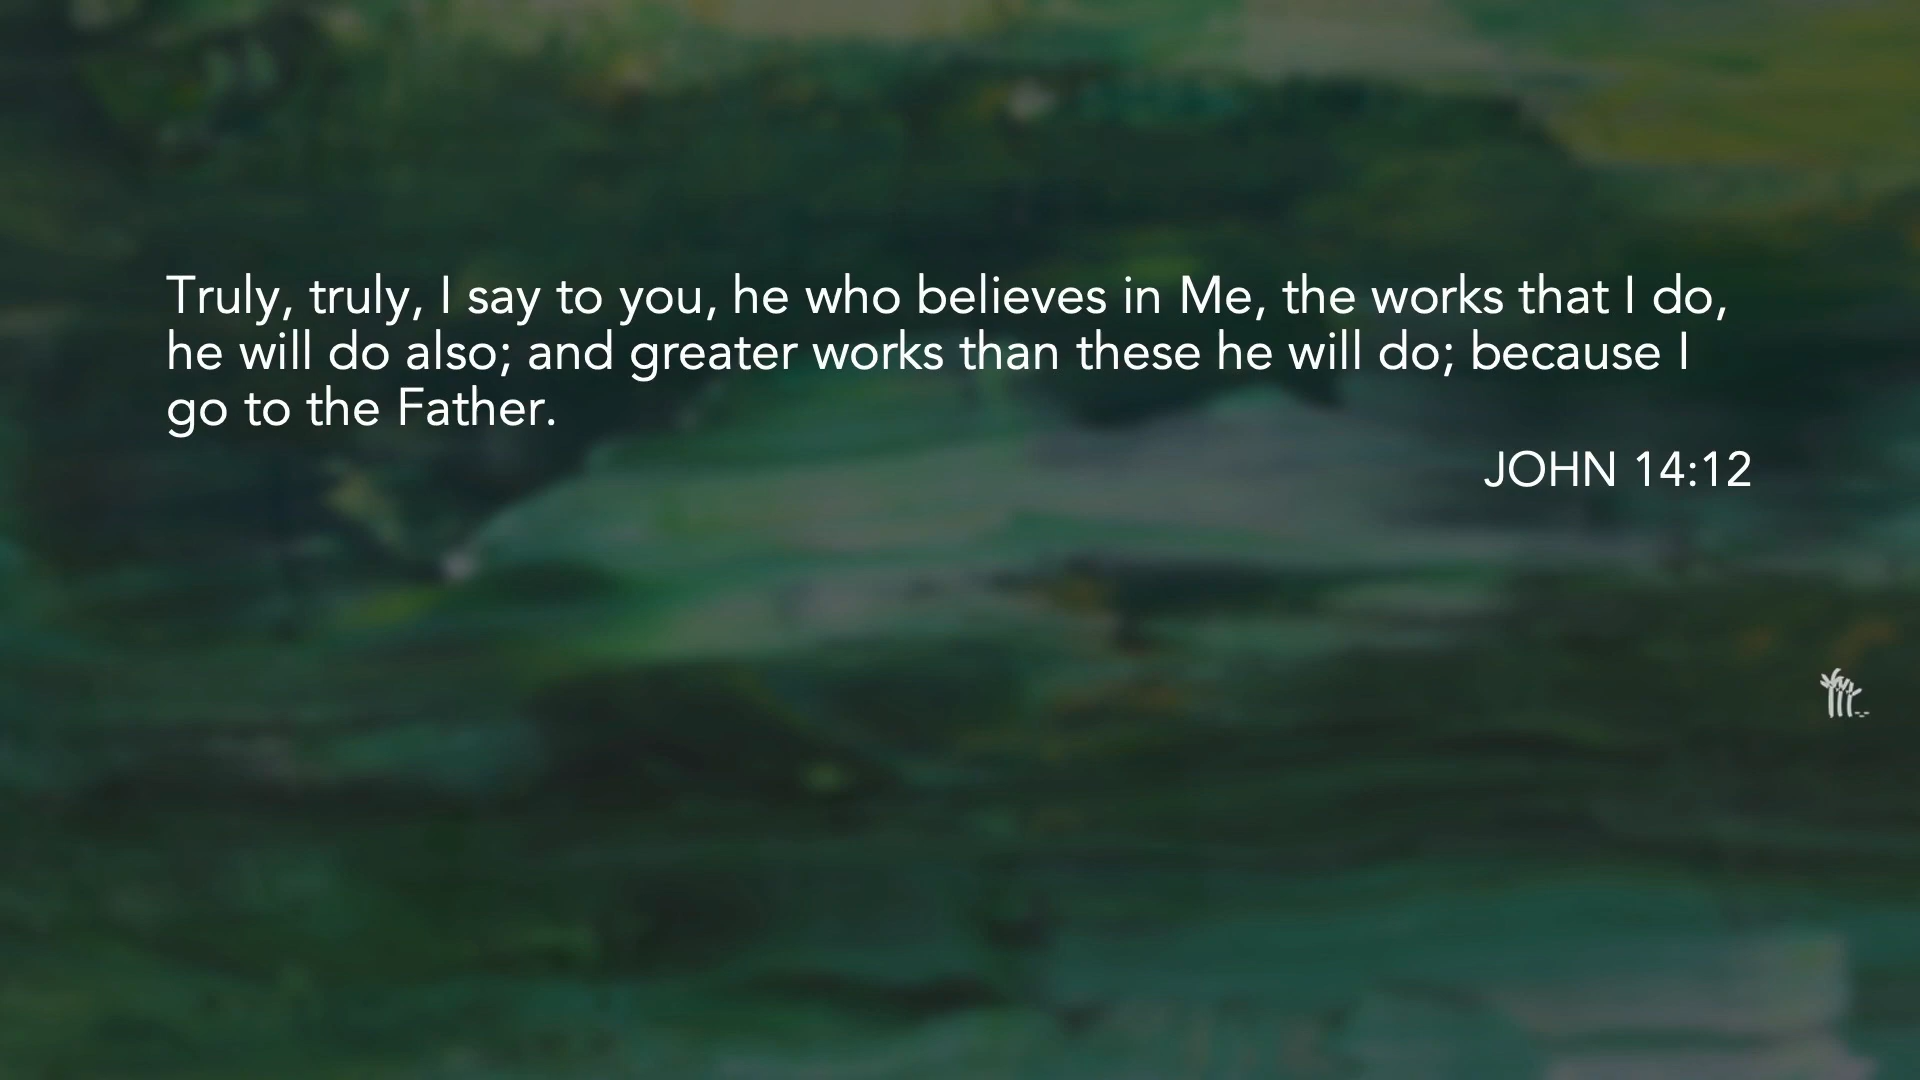 Truly, truly, I say to you, he who believes in Me, the works that I do,
he will do also; and greater works than these he will do; because I
go to the Father.
JOHN 14:12